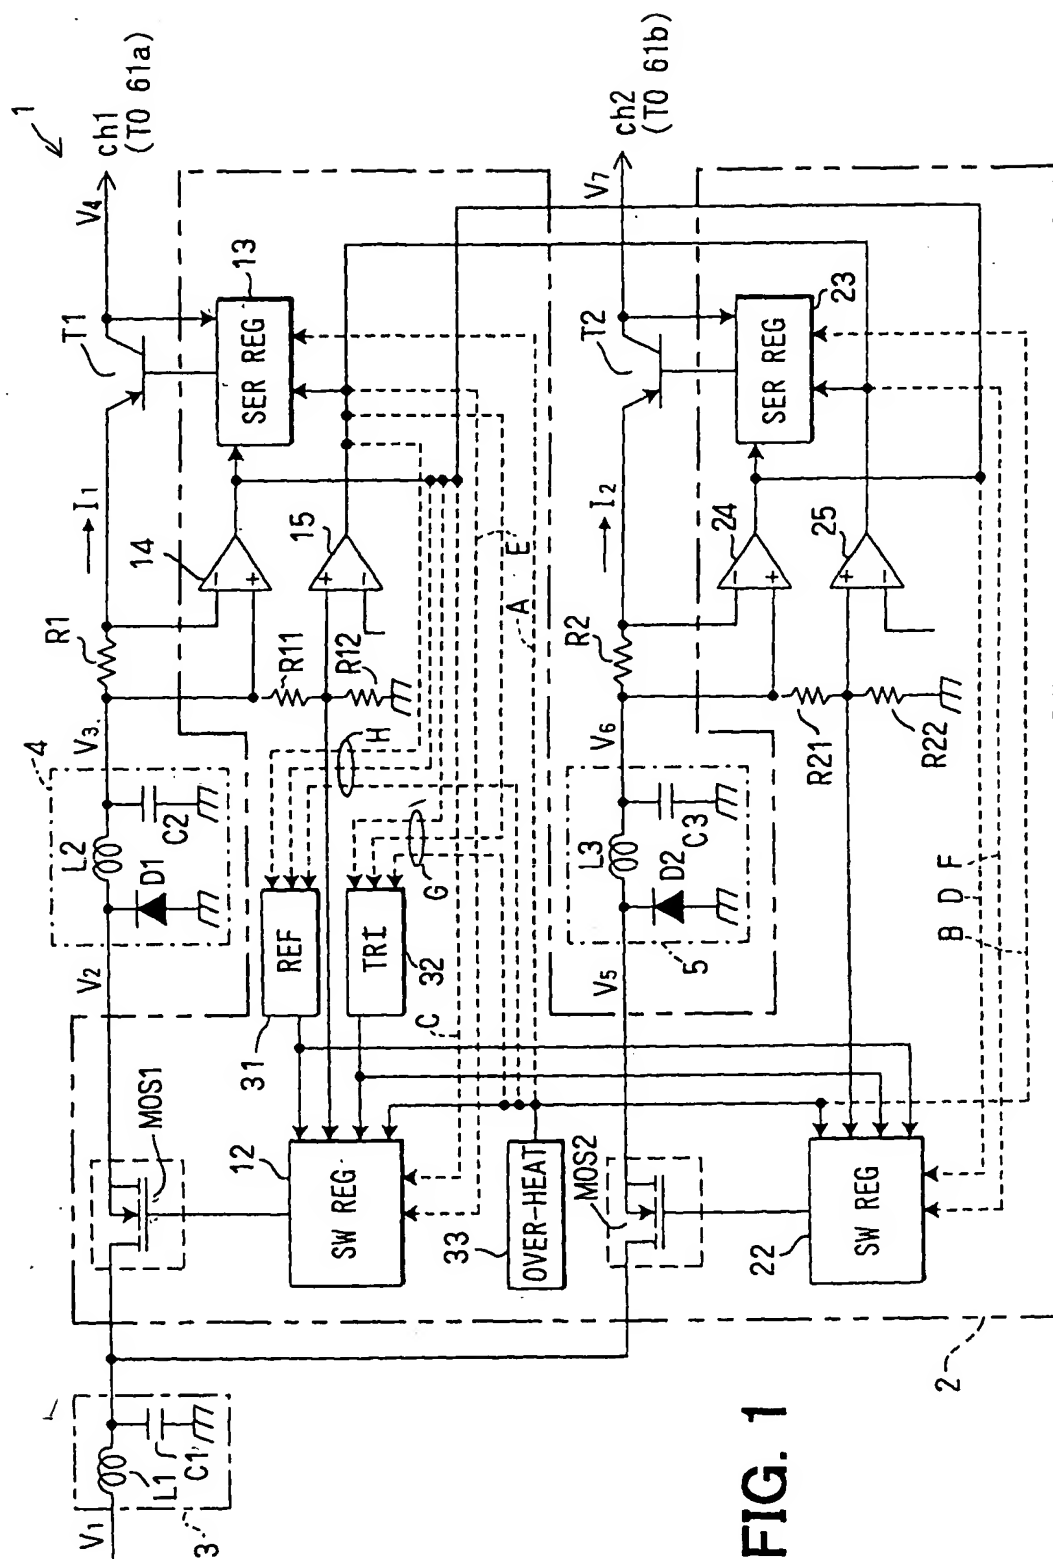 1
V1
L1
C1
3
V2
4
L2
D1
C2
V3
R1
I1
T1
V4
ch1
(TO 61a)
MOS1
12
SW REG
31
REF
TRI
32
H
G
C
R11
R12
14
15
13
SER REG
A
E
33
OVER-HEAT
MOS2
V5
5
L3
D2
C3
V6
R2
I2
T2
V7
ch2
(TO 61b)
22
SW REG
R21
R22
24
25
23
SER REG
B D F
2
FIG. 1